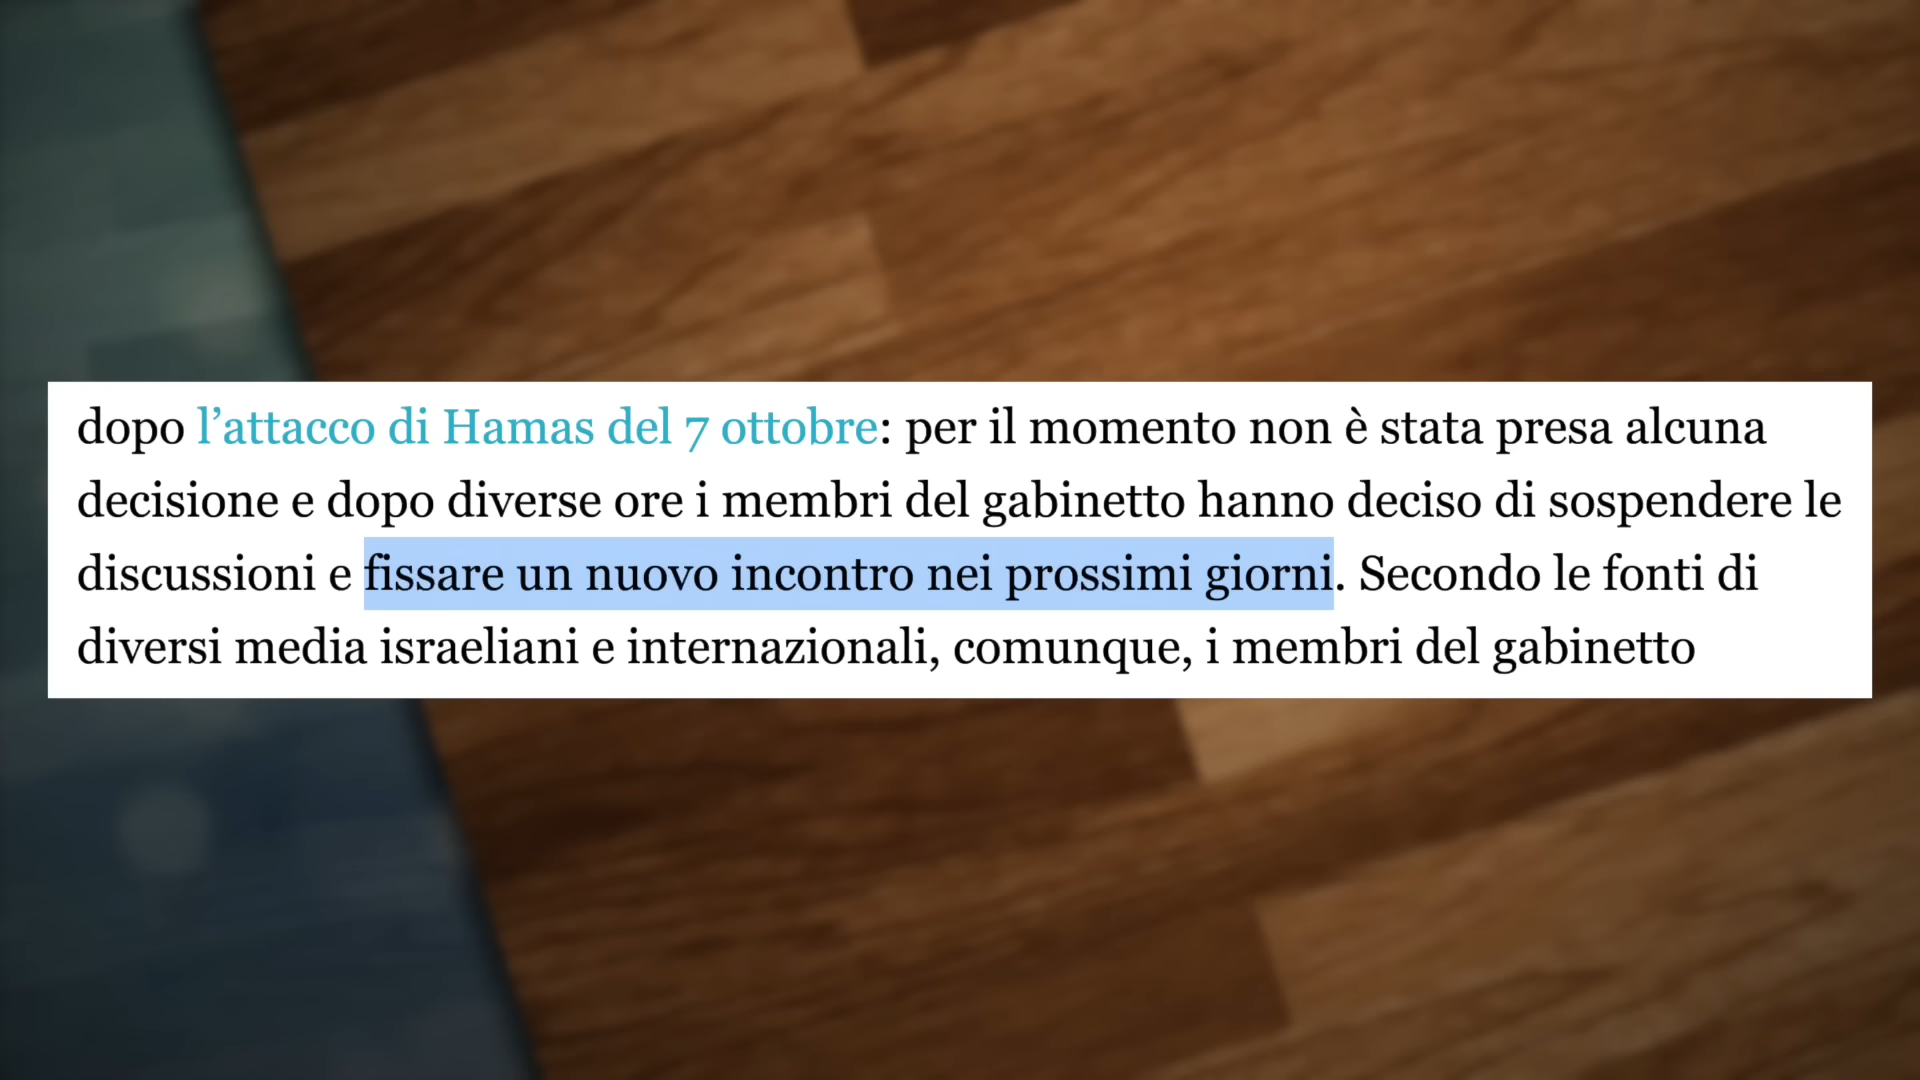 dopo l’attacco di Hamas del 7 ottobre: per il momento non è stata presa alcuna
decisione e dopo diverse ore i membri del gabinetto hanno deciso di sospendere le
discussioni e fissare un nuovo incontro nei prossimi giorni. Secondo le fonti di
diversi media israeliani e internazionali, comunque, i membri del gabinetto